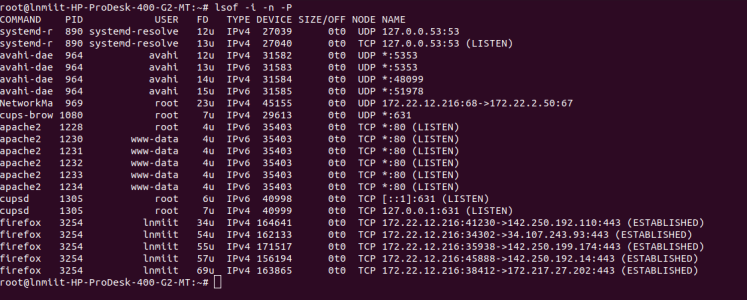 root@lnmiit-HP-ProDesk-400-G2-MT:~# lsof -i -n -P
COMMAND    PID            USER   FD   TYPE DEVICE SIZE/OFF NODE NAME
systemd-r  890 systemd-resolve   12u  IPv4  27039      0t0  UDP 127.0.0.53:53
systemd-r  890 systemd-resolve   13u  IPv4  27040      0t0  TCP 127.0.0.53:53 (LISTEN)
avahi-dae  964           avahi   12u  IPv4  31582      0t0  UDP *:5353
avahi-dae  964           avahi   13u  IPv6  31583      0t0  UDP *:5353
avahi-dae  964           avahi   14u  IPv4  31584      0t0  UDP *:48099
avahi-dae  964           avahi   15u  IPv6  31585      0t0  UDP *:51978
NetworkMa  969            root   23u  IPv4  45155      0t0  UDP 172.22.12.216:68->172.22.2.50:67
cups-brow 1080            root    7u  IPv4  29613      0t0  UDP *:631
apache2   1228            root    4u  IPv6  35403      0t0  TCP *:80 (LISTEN)
apache2   1230        www-data    4u  IPv6  35403      0t0  TCP *:80 (LISTEN)
apache2   1231        www-data    4u  IPv6  35403      0t0  TCP *:80 (LISTEN)
apache2   1232        www-data    4u  IPv6  35403      0t0  TCP *:80 (LISTEN)
apache2   1233        www-data    4u  IPv6  35403      0t0  TCP *:80 (LISTEN)
apache2   1234        www-data    4u  IPv6  35403      0t0  TCP *:80 (LISTEN)
cupsd     1305            root    6u  IPv6  40998      0t0  TCP [::1]:631 (LISTEN)
cupsd     1305            root    7u  IPv4  40999      0t0  TCP 127.0.0.1:631 (LISTEN)
firefox   3254          lnmiit   34u  IPv4 164641      0t0  TCP 172.22.12.216:41230->142.250.192.110:443 (ESTABLISHED)
firefox   3254          lnmiit   54u  IPv4 162133      0t0  TCP 172.22.12.216:34302->34.107.243.93:443 (ESTABLISHED)
firefox   3254          lnmiit   55u  IPv4 171517      0t0  TCP 172.22.12.216:35938->142.250.199.174:443 (ESTABLISHED)
firefox   3254          lnmiit   57u  IPv4 156194      0t0  TCP 172.22.12.216:45888->142.250.192.14:443 (ESTABLISHED)
firefox   3254          lnmiit   69u  IPv4 163865      0t0  TCP 172.22.12.216:38412->172.217.27.202:443 (ESTABLISHED)
root@lnmiit-HP-ProDesk-400-G2-MT:~#